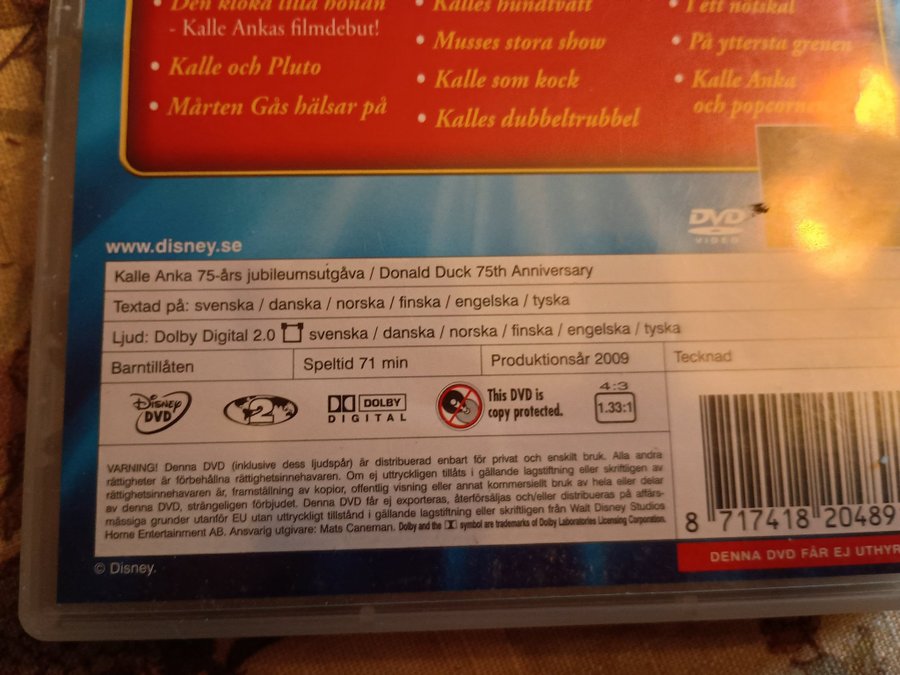 Den kloka lilla hönan
- Kalle Ankas filmdebut!
• Kalle och Pluto
• Mårten Gås hälsar på
• Kalles hundtvätt
• Musses stora show
• Kalle som kock
• Kalles dubbeltrubbel
• I ett nötskal
• På yttersta grenen
• Kalle Anka
och popcornen
DVD
VIDEO
www.disney.se
Kalle Anka 75-års jubileumsutgåva / Donald Duck 75th Anniversary
Textad på: svenska / danska / norska / finska / engelska / tyska
Ljud: Dolby Digital 2.0 svenska / danska / norska / finska / engelska / tyska
Barntillåten
Speltid 71 min
Produktionsår 2009
Tecknad
Disney
DVD
2
DOLBY
DIGITAL
This DVD is
copy protected.
4:3
1.33:1
VARNING! Denna DVD (inklusive dess ljudspår) är distribuerad enbart för privat och enskilt bruk. Alla andra
rättigheter är förbehållna rättighetsinnehavaren. Om ej uttryckligen tillåts i gällande lagstiftning eller skriftligen av
rättighetsinnehavaren är, framställning av kopior, offentlig visning eller annat kommersiellt bruk av hela eller delar
av denna DVD, strängeligen förbjudet. Denna DVD får ej exporteras, återförsäljas och/eller distribueras på affärs-
mässiga grunder utanför EU utan uttryckligt tillstånd i gällande lagstiftning eller skriftligen från Walt Disney Studios
Home Entertainment AB. Ansvarig utgivare: Mats Caneman. Dolby and the symbol are trademarks of Dolby Laboratories Licensing Corporation.
8 717418 20489
DENNA DVD FÅR EJ UTHYR
© Disney.